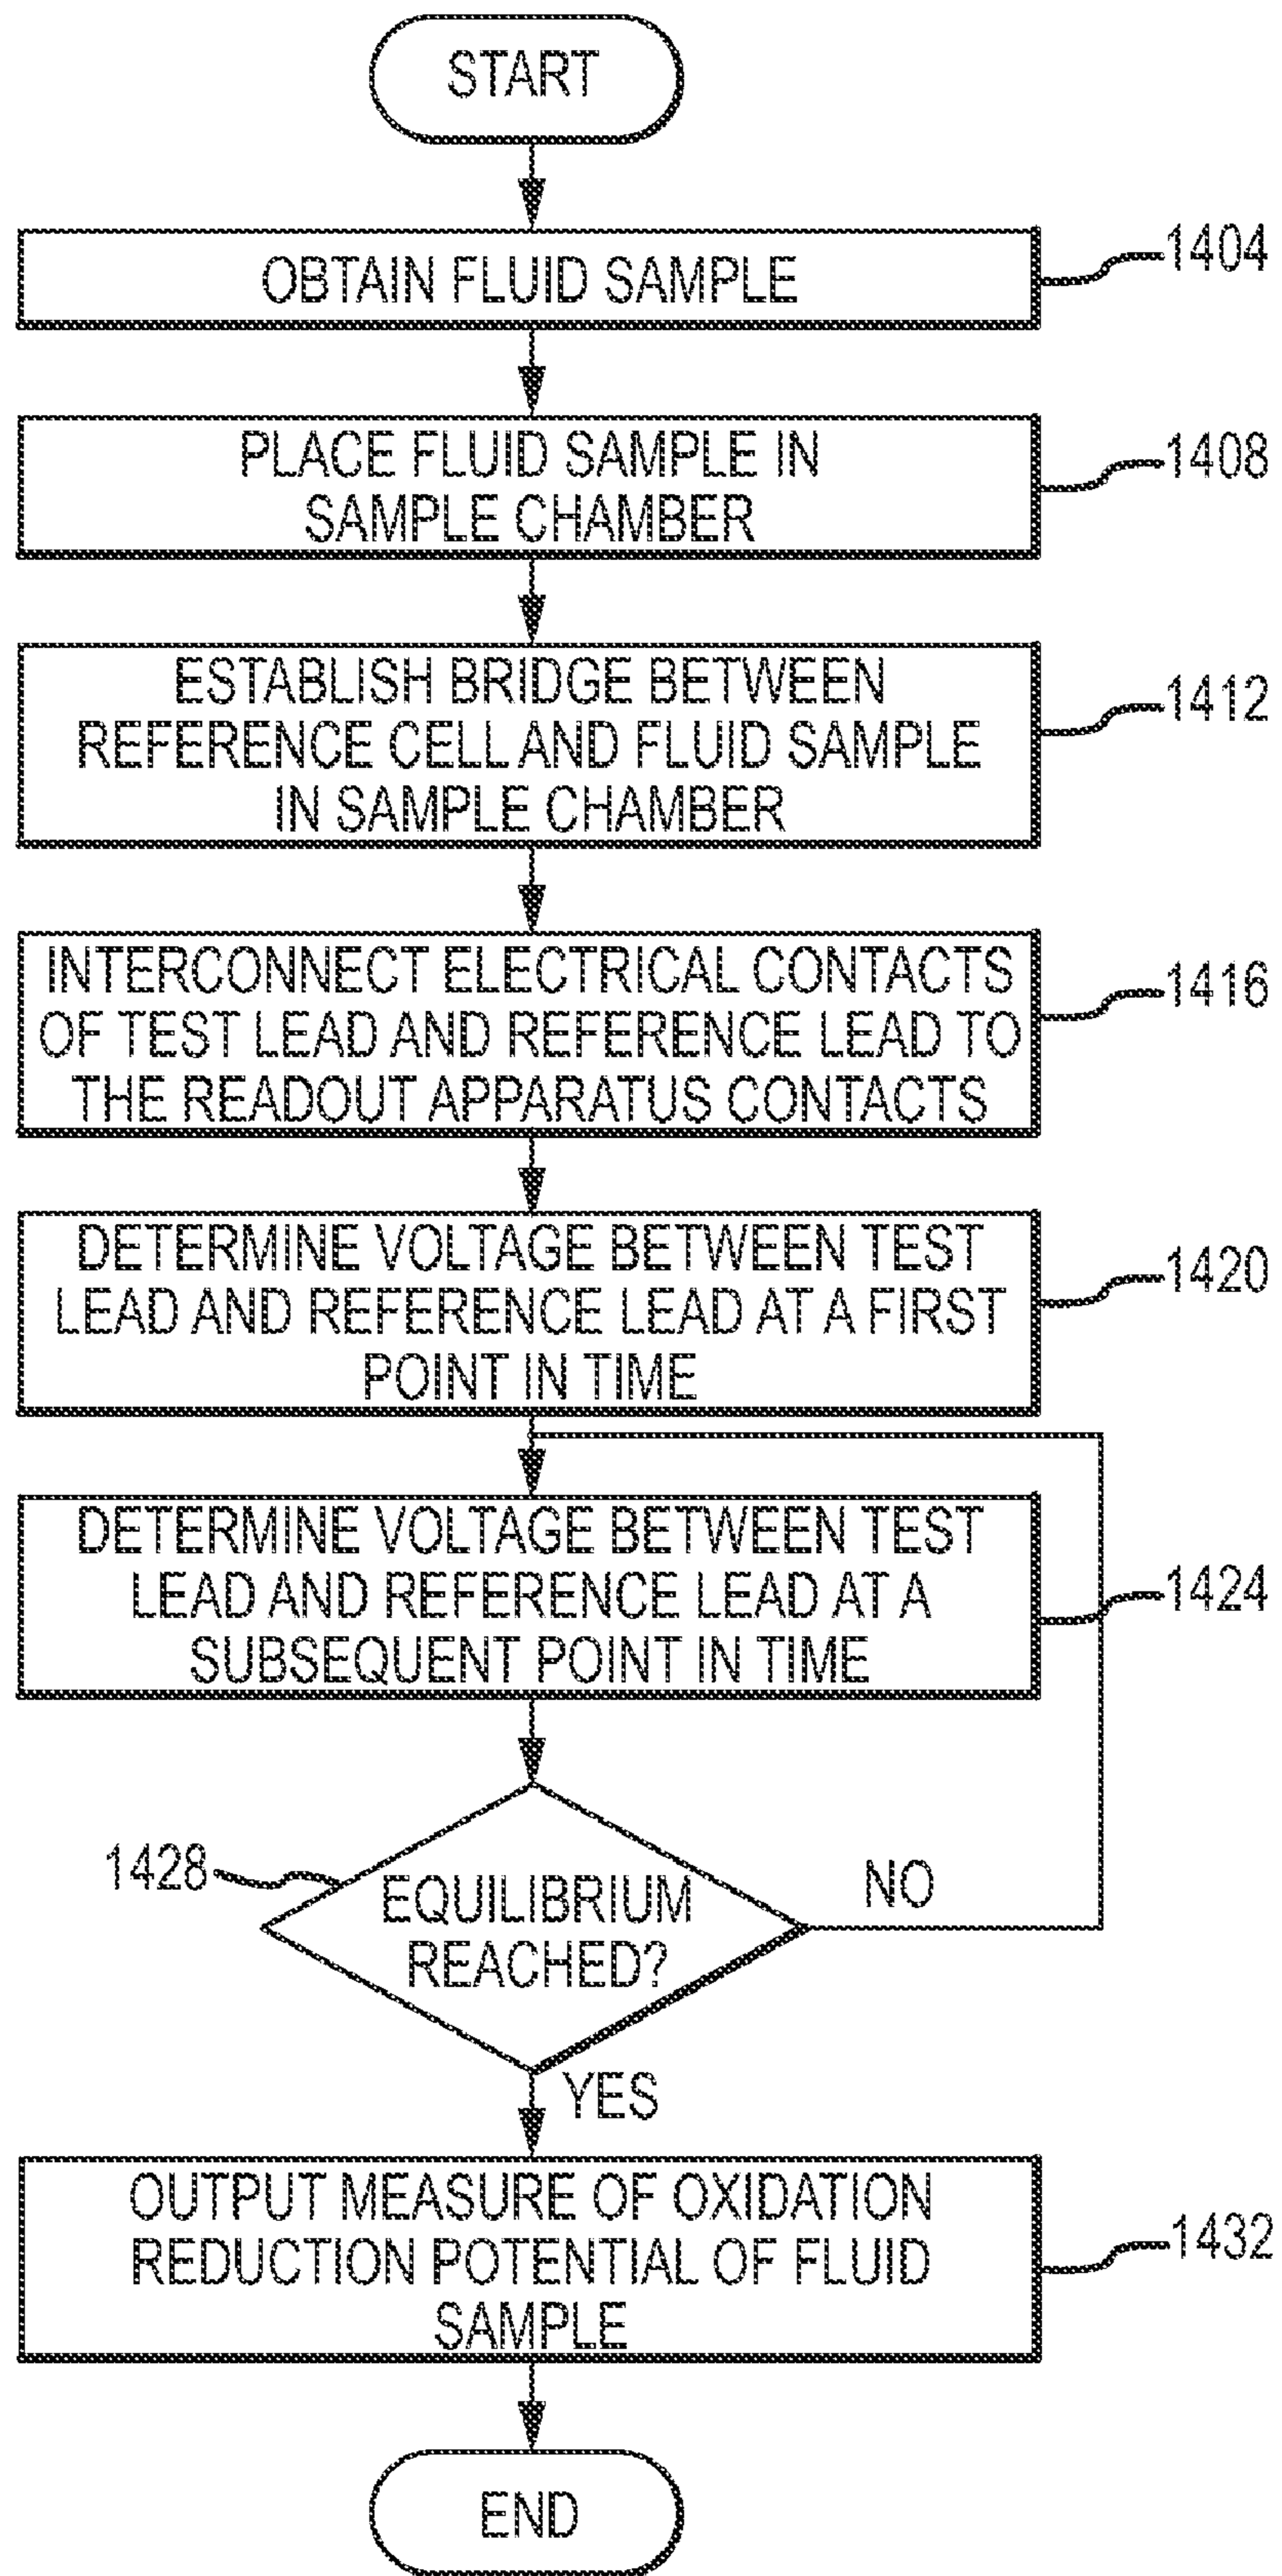 START
OBTAIN FLUID SAMPLE
1404
PLACE FLUID SAMPLE IN
SAMPLE CHAMBER
1408
ESTABLISH BRIDGE BETWEEN
REFERENCE CELL AND FLUID SAMPLE
IN SAMPLE CHAMBER
1412
INTERCONNECT ELECTRICAL CONTACTS
OF TEST LEAD AND REFERENCE LEAD TO
THE READOUT APPARATUS CONTACTS
1416
DETERMINE VOLTAGE BETWEEN TEST
LEAD AND REFERENCE LEAD AT A FIRST
POINT IN TIME
1420
DETERMINE VOLTAGE BETWEEN TEST
LEAD AND REFERENCE LEAD AT A
SUBSEQUENT POINT IN TIME
1424
1428
EQUILIBRIUM
REACHED?
NO
YES
OUTPUT MEASURE OF OXIDATION
REDUCTION POTENTIAL OF FLUID
SAMPLE
1432
END